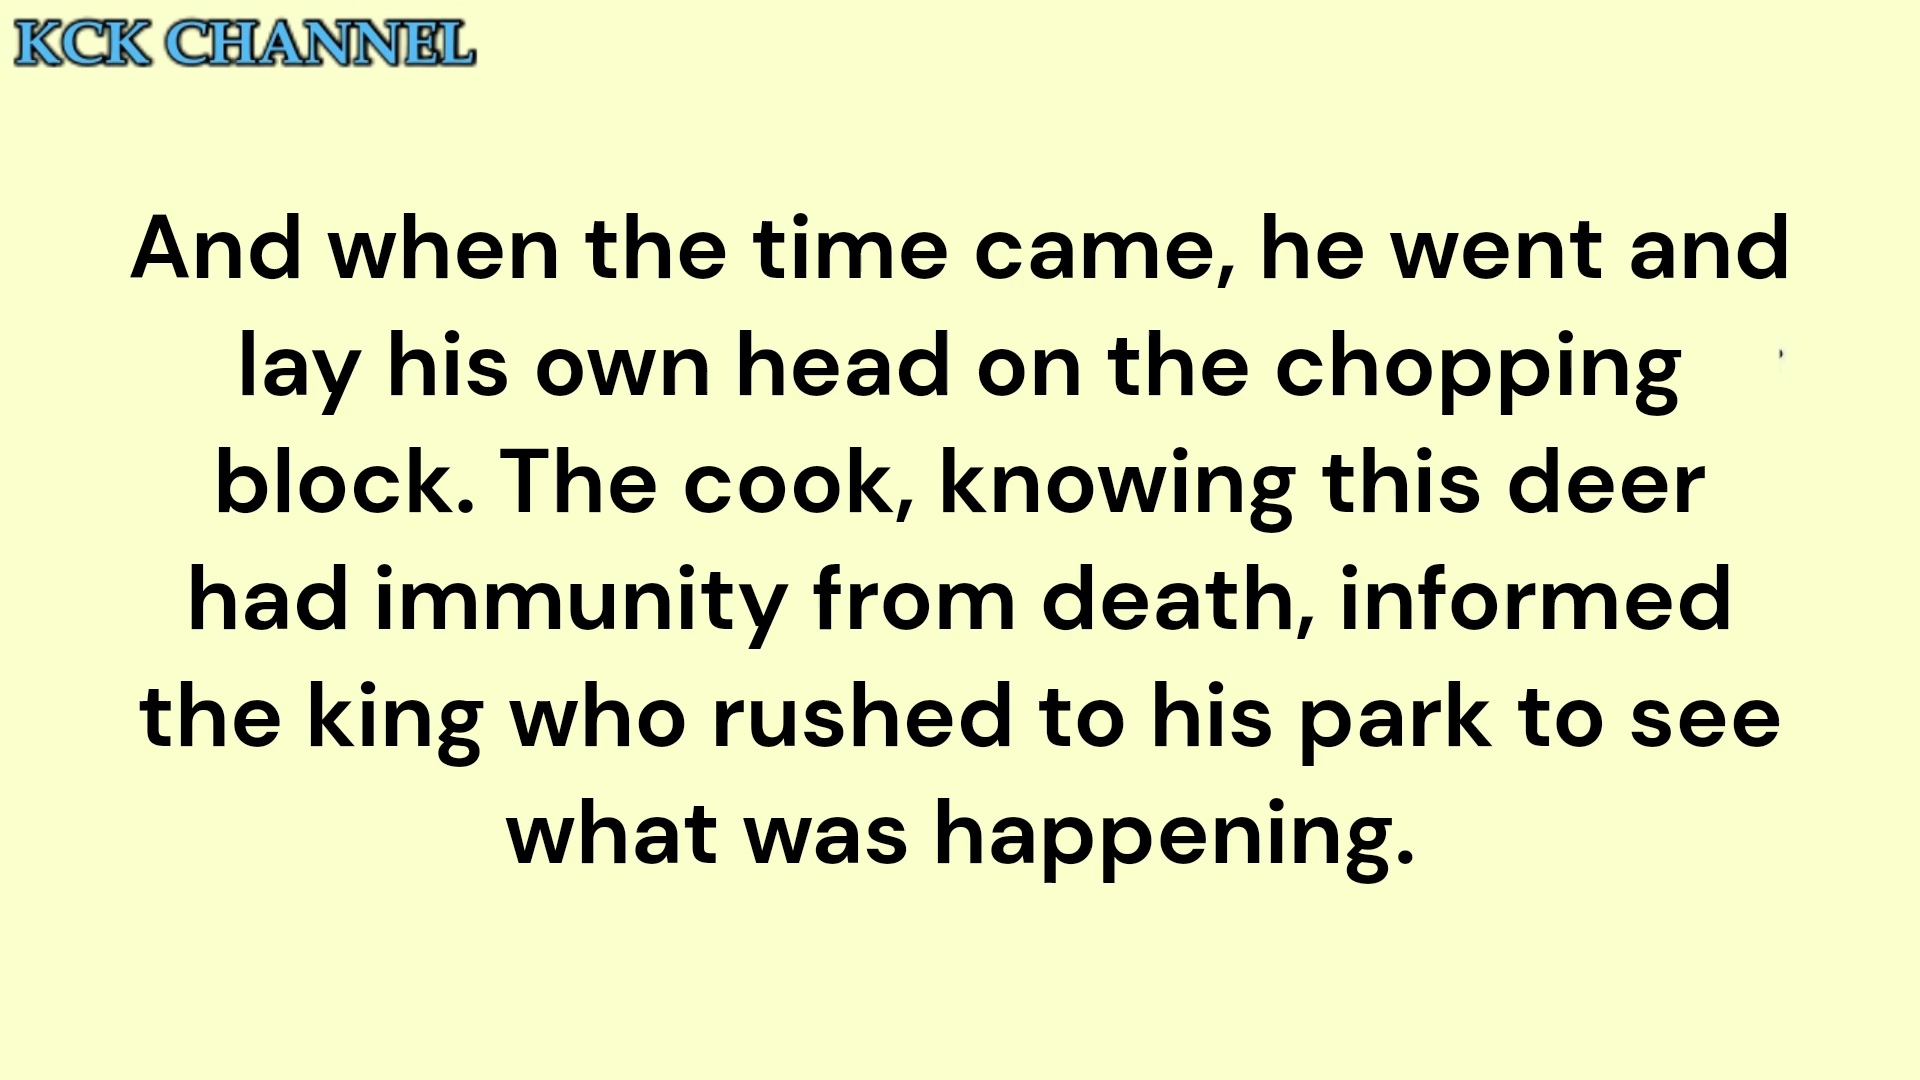 KCK CHANNEL
And when the time came, he went and
lay his own head on the chopping
block. The cook, knowing this deer
had immunity from death, informed
the king who rushed to his park to see
what was happening.